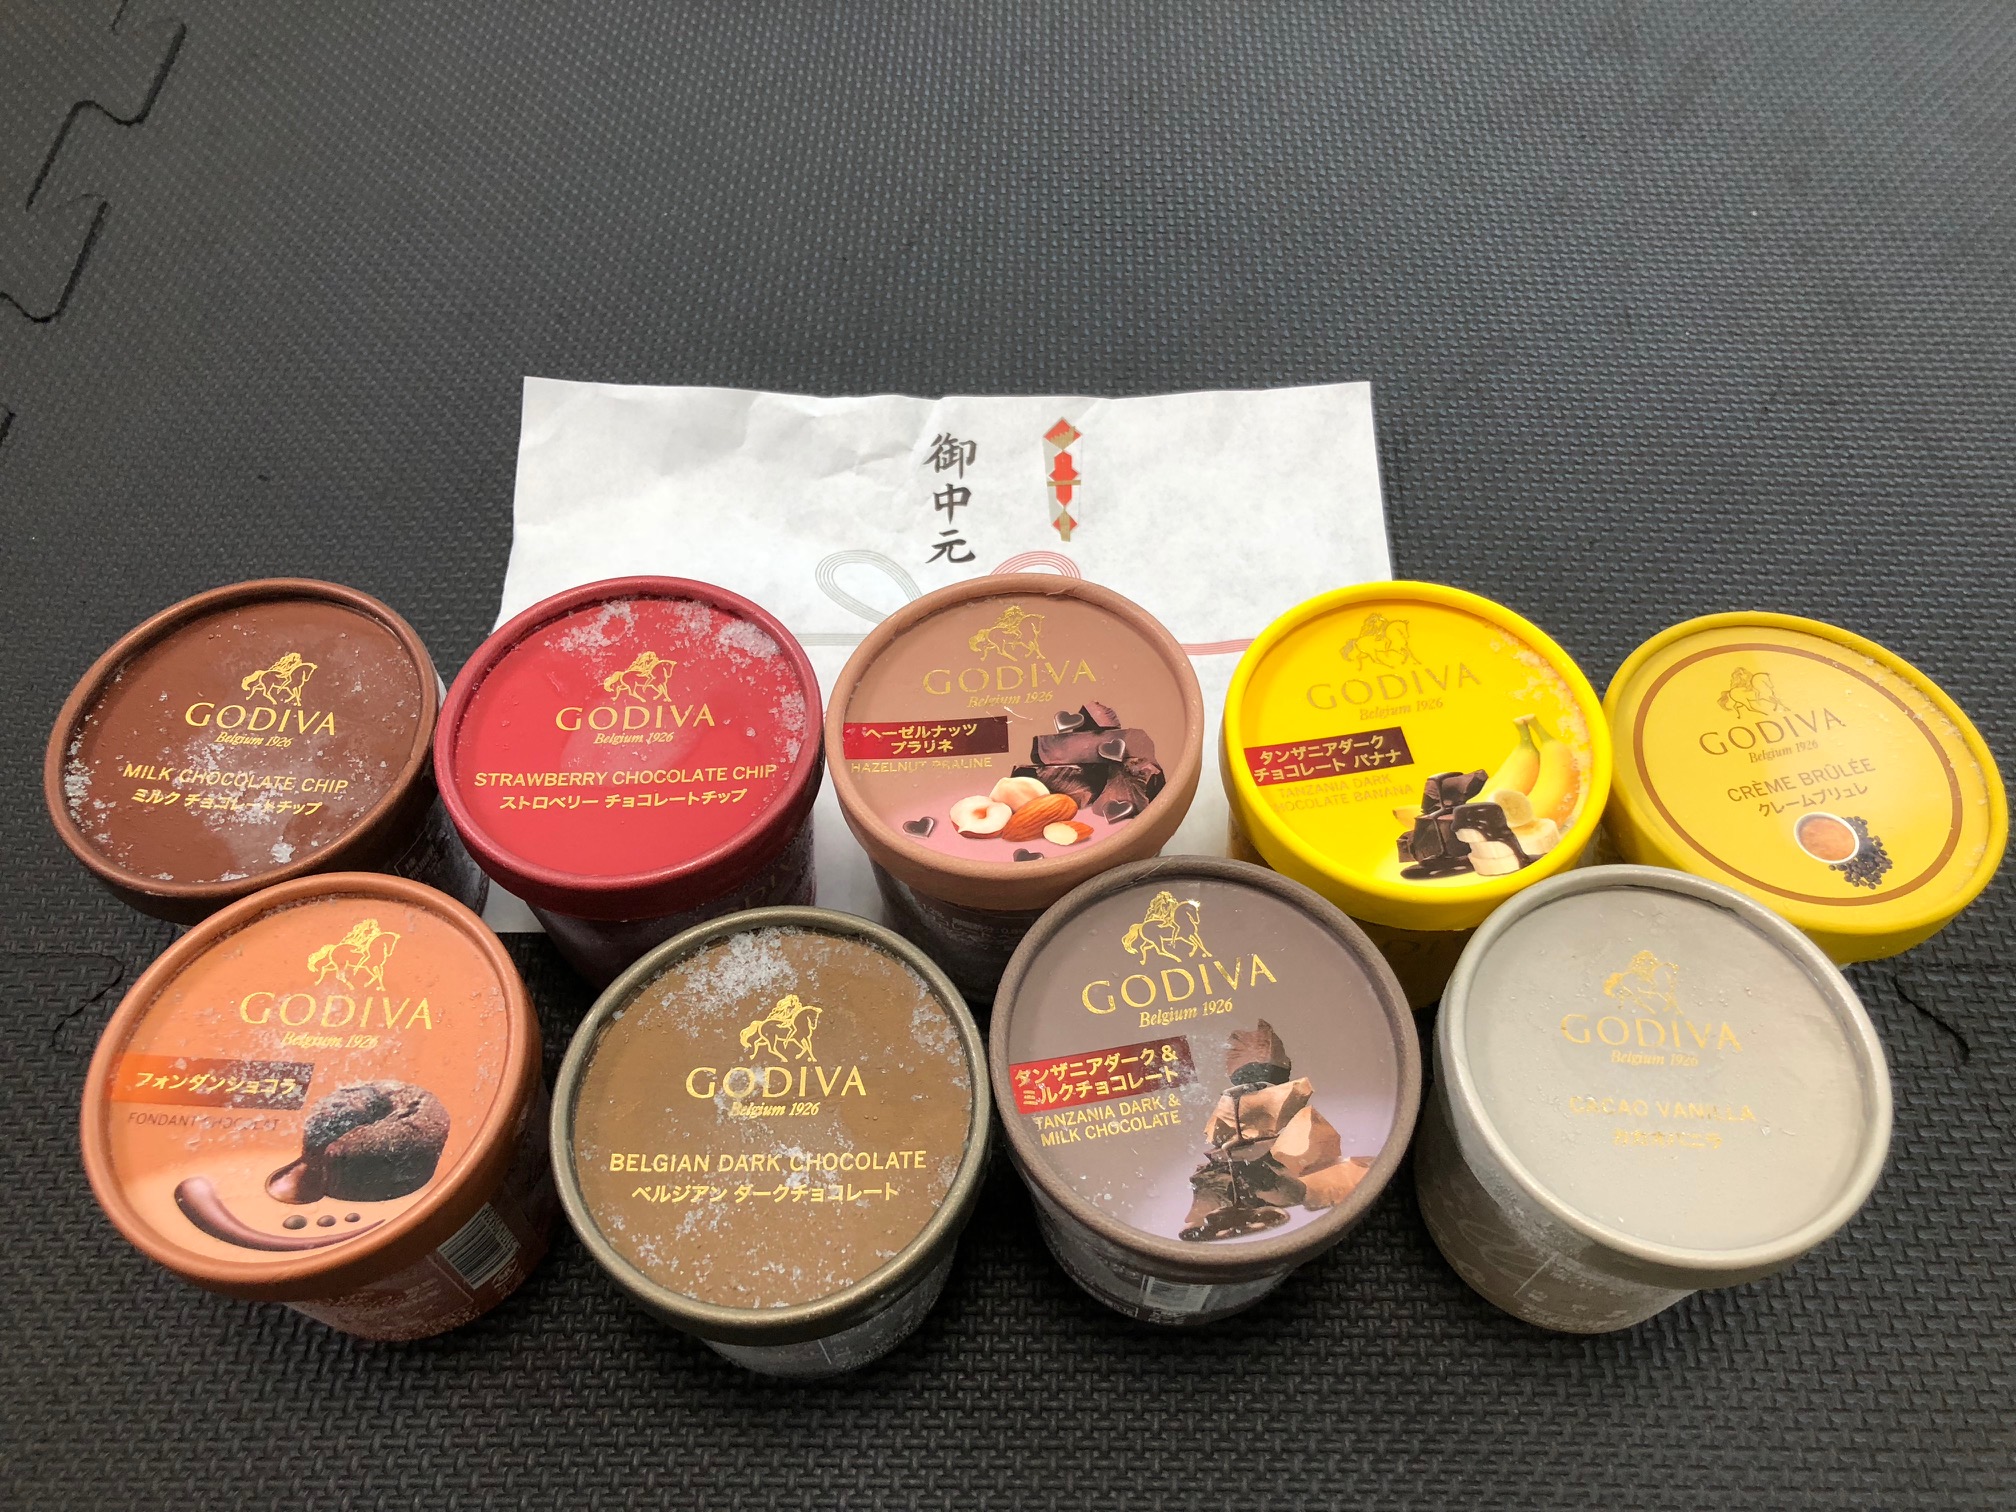 御中元
GODIVA
Belgium 1926
MILK CHOCOLATE CHIP
ミルク チョコレートチップ
GODIVA
Belgium 1926
STRAWBERRY CHOCOLATE CHIP
ストロベリー チョコレートチップ
GODIVA
Belgium 1926
ヘーゼルナッツ
プラリネ
HAZELNUT PRALINE
GODIVA
Belgium 1926
タンザニアダーク
チョコレート バナナ
TANZANIA DARK
CHOCOLATE BANANA
GODIVA
Belgium 1926
CRÈME BRÛLÉE
クレームブリュレ
GODIVA
Belgium 1926
フォンダンショコラ
FONDANT CHOCOLAT
GODIVA
Belgium 1926
BELGIAN DARK CHOCOLATE
ベルジアン ダークチョコレート
GODIVA
Belgium 1926
タンザニアダーク &
ミルクチョコレート
TANZANIA DARK &
MILK CHOCOLATE
GODIVA
Belgium 1926
CACAO VANILLA
カカオバニラ